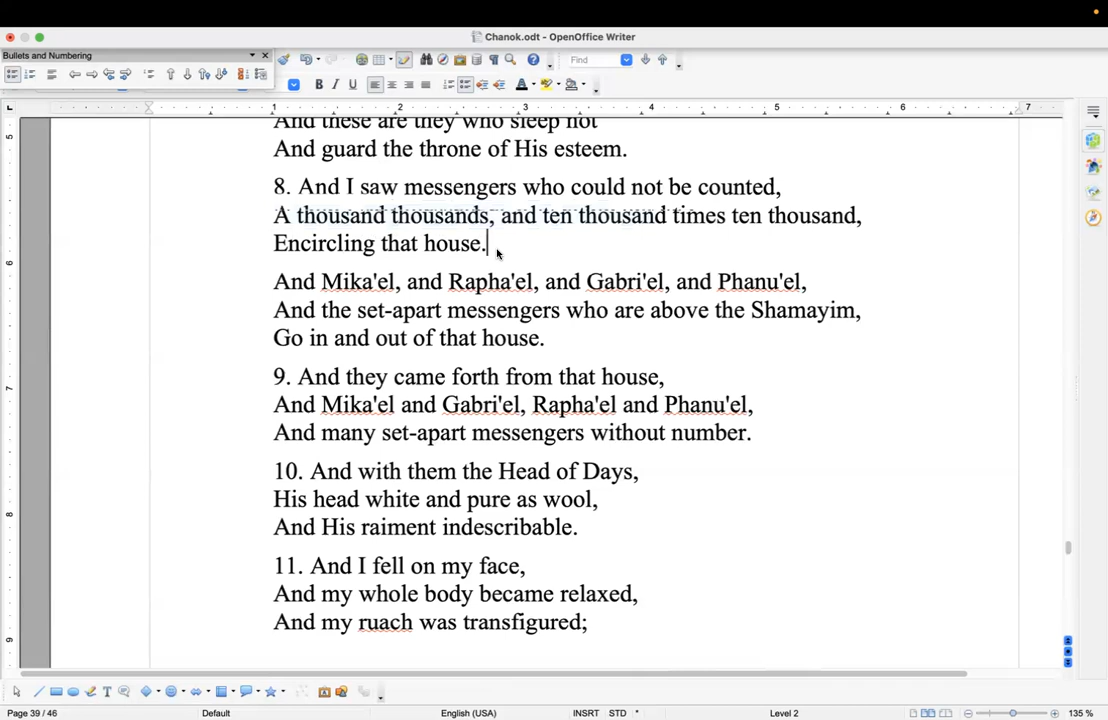 Chanok.odt - OpenOffice Writer
Bullets and Numbering
Find
1 2 3 4 5 6 7
And these are they who sleep not
And guard the throne of His esteem.
8. And I saw messengers who could not be counted,
A thousand thousands, and ten thousand times ten thousand,
Encircling that house.
And Mika'el, and Rapha'el, and Gabri'el, and Phanu'el,
And the set-apart messengers who are above the Shamayim,
Go in and out of that house.
9. And they came forth from that house,
And Mika'el and Gabri'el, Rapha'el and Phanu'el,
And many set-apart messengers without number.
10. And with them the Head of Days,
His head white and pure as wool,
And His raiment indescribable.
11. And I fell on my face,
And my whole body became relaxed,
And my ruach was transfigured;
Page 39 / 46 Default English (USA) INSRT STD * Level 2 135 %